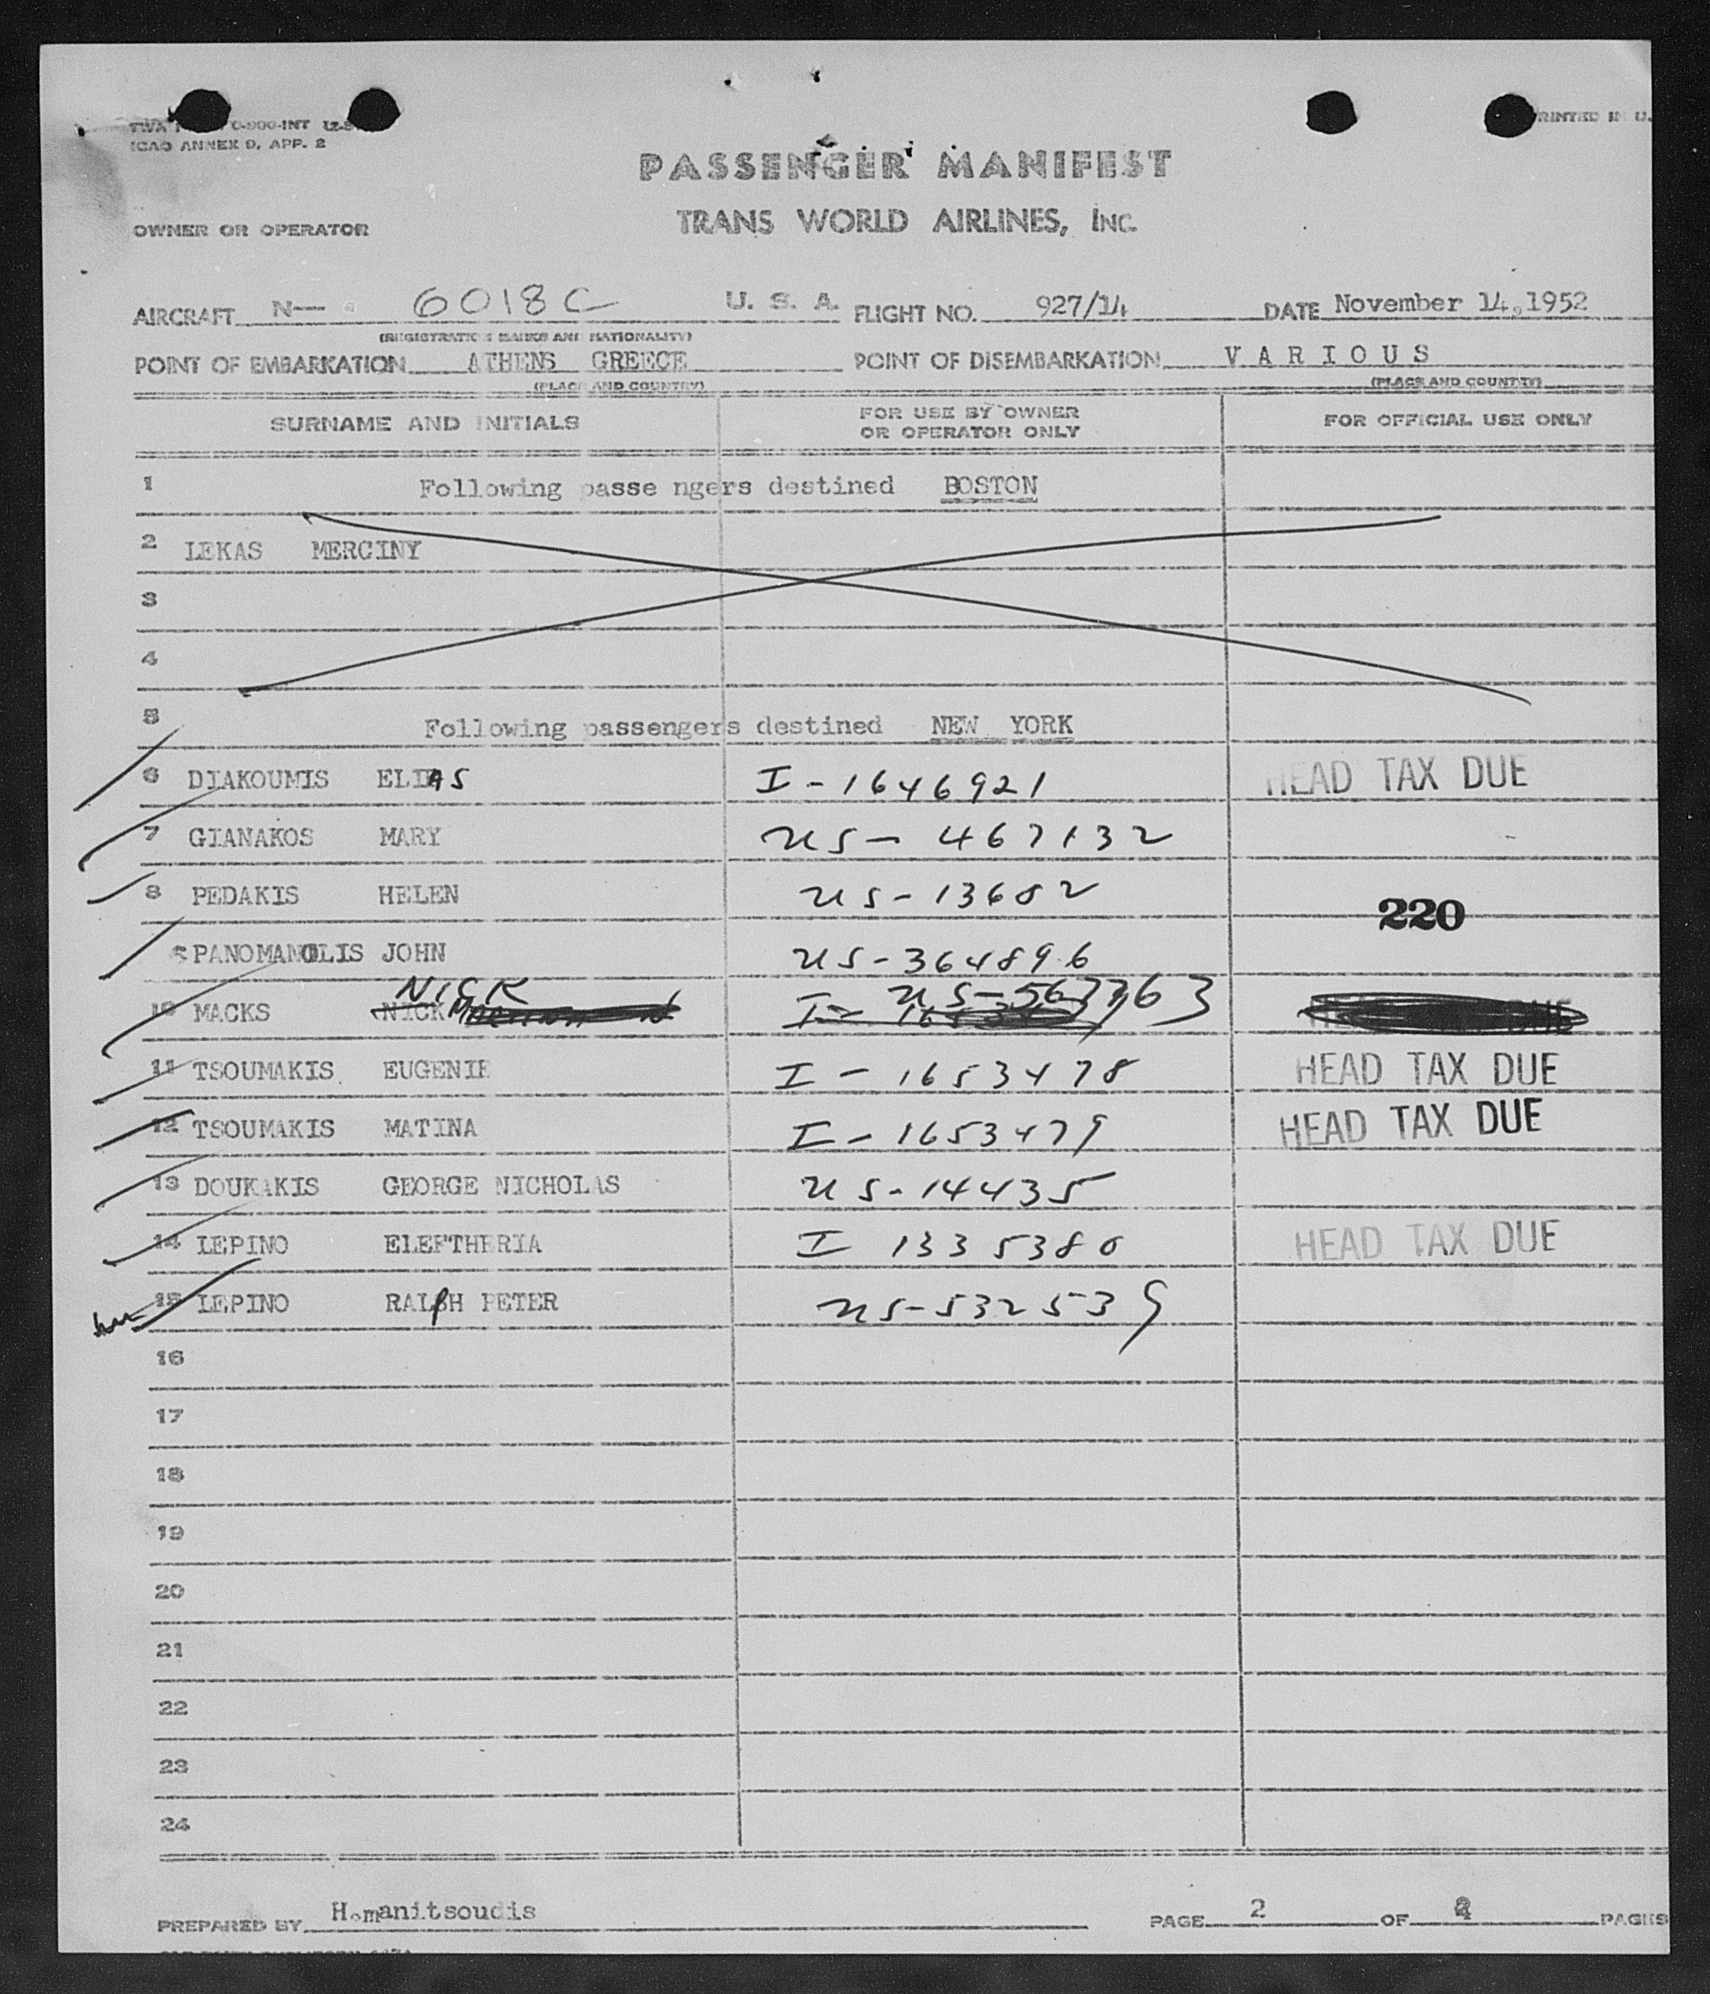 ICAO ANNEX 9, APP. 2
PRINTED IN U.
PASSENGER MANIFEST
TRANS WORLD AIRLINES, INC.
OWNER OR OPERATOR
AIRCRAFT N— 6018C U. S. A. FLIGHT NO. 927/14 DATE November 14, 1952
(REGISTRATION MARKS AND NATIONALITY)
POINT OF EMBARKATION ATHENS GREECE POINT OF DISEMBARKATION V A R I O U S
(PLACE AND COUNTRY) (PLACE AND COUNTRY)
SURNAME AND INITIALS FOR USE BY OWNER OR OPERATOR ONLY FOR OFFICIAL USE ONLY
1 Following passe ngers destined BOSTON
2 LEKAS MERCINY
3
4
5 Following passengers destined NEW YORK
6 DIAKOUMIS ELIAS I - 1646921 HEAD TAX DUE
7 GIANAKOS MARY US - 467132
8 PEDAKIS HELEN US - 13682
220
PANOMANOLIS JOHN US - 364896
NICK US - 563763
10 MACKS NICK
11 TSOUMAKIS EUGENIE I - 1653478 HEAD TAX DUE
12 TSOUMAKIS MATINA I - 1653479 HEAD TAX DUE
13 DOUKAKIS GEORGE NICHOLAS US - 14435
14 LEPINO ELEFTHERIA I 1335380 HEAD TAX DUE
15 LEPINO RALPH PETER US - 532539
16
17
18
19
20
21
22
23
24
PREPARED BY H.manitsoudis PAGE 2 OF 4 PAGES